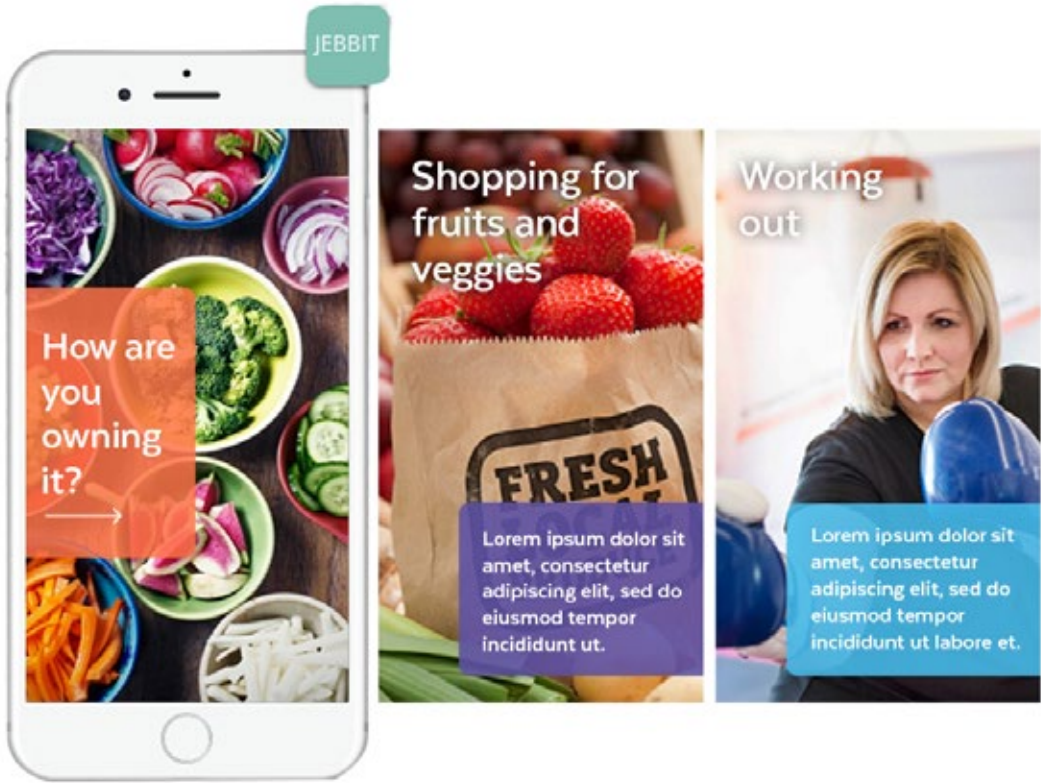 JEBBIT
How are
you
owning
it?
Shopping for
fruits and
veggies
FRESH
LOCAL
Lorem ipsum dolor sit
amet, consectetur
adipiscing elit, sed do
eiusmod tempor
incididunt ut.
Working
out
Lorem ipsum dolor sit
amet, consectetur
adipiscing elit, sed do
eiusmod tempor
incididunt ut labore et.